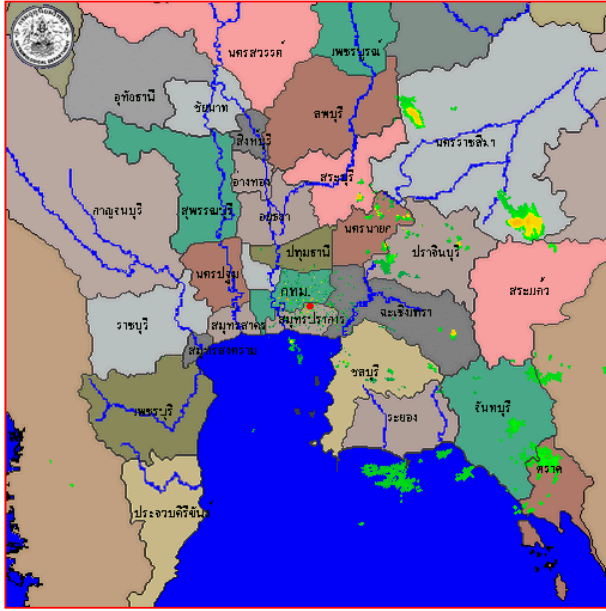 นครสวรรค์
เพชรบูรณ์
อุทัยธานี
ชัยนาท
ลพบุรี
สิงห์บุรี
นครราชสีมา
สระบุรี
อ่างทอง
กาญจนบุรี
สุพรรณบุรี
อยุธยา
นครนายก
ปราจีนบุรี
ปทุมธานี
นครปฐม
กทม.
สระแก้ว
ฉะเชิงเทรา
ราชบุรี
สมุทรสาคร
สมุทรปราการ
สมุทรสงคราม
ชลบุรี
เพชรบุรี
จันทบุรี
ระยอง
ตราด
ประจวบคีรีขันธ์